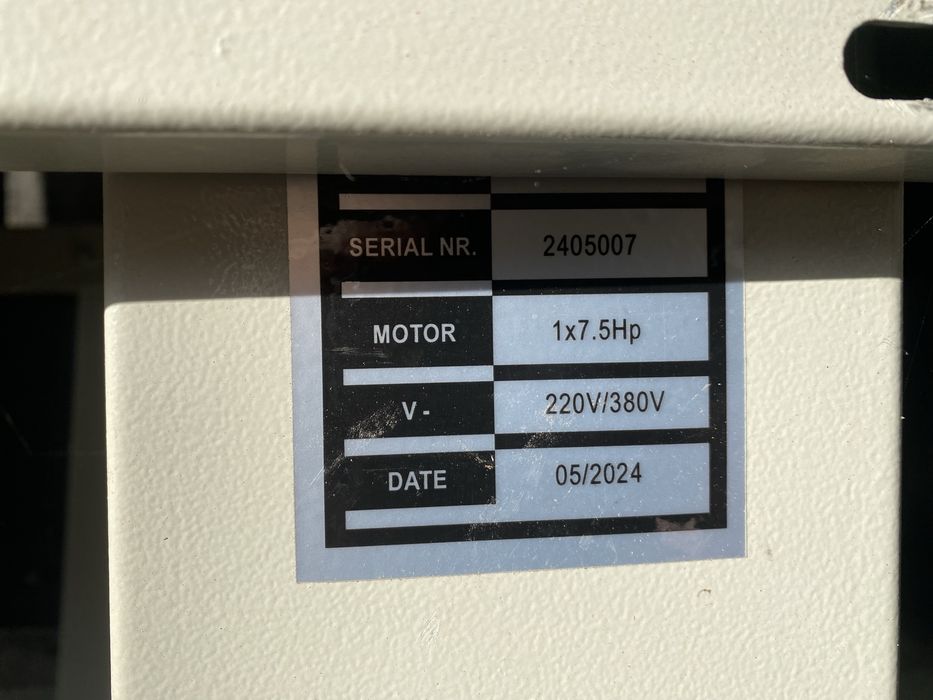 SERIAL NR. 2405007
MOTOR 1x7.5Hp
V - 220V/380V
DATE 05/2024